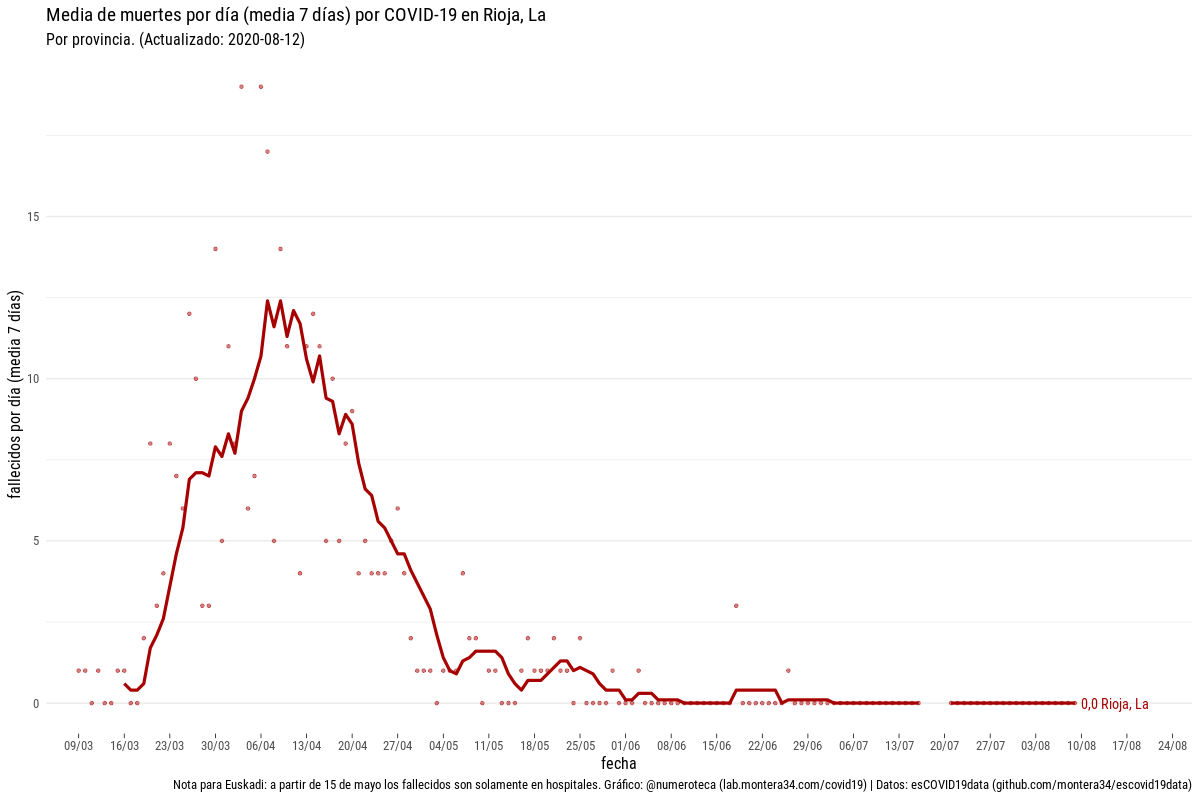 Media de muertes por día (media 7 días) por COVID-19 en Rioja, La
Por provincia. (Actualizado: 2020-08-12)
fallecidos por día (media 7 días)
15
10
5
0
0,0 Rioja, La
09/03 16/03 23/03 30/03 06/04 13/04 20/04 27/04 04/05 11/05 18/05 25/05 01/06 08/06 15/06 22/06 29/06 06/07 13/07 20/07 27/07 03/08 10/08 17/08 24/08
fecha
Nota para Euskadi: a partir de 15 de mayo los fallecidos son solamente en hospitales. Gráfico: @numeroteca (lab.montera34.com/covid19) | Datos: esCOVID19data (github.com/montera34/escovid19data)